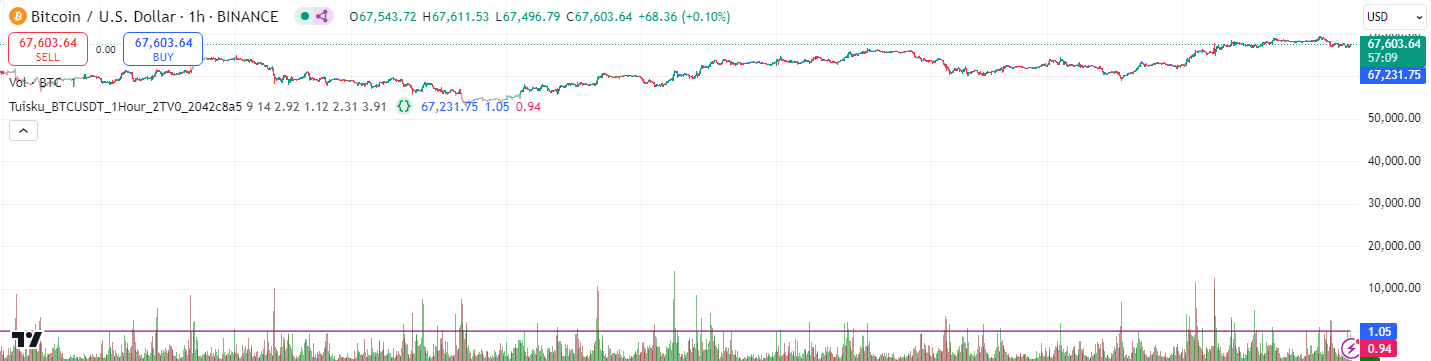 Bitcoin / U.S. Dollar · 1h · BINANCE O67,543.72 H67,611.53 L67,496.79 C67,603.64 +68.36 (+0.10%)
USD
67,603.64
SELL
0.00
67,603.64
BUY
67,603.64
57:09
67,231.75
Vol · BTC 1
Tuisku_BTCUSDT_1Hour_2TV0_2042c8a5 9 14 2.92 1.12 2.31 3.91 {} 67,231.75 1.05 0.94
50,000.00
40,000.00
30,000.00
20,000.00
10,000.00
1.05
0.94